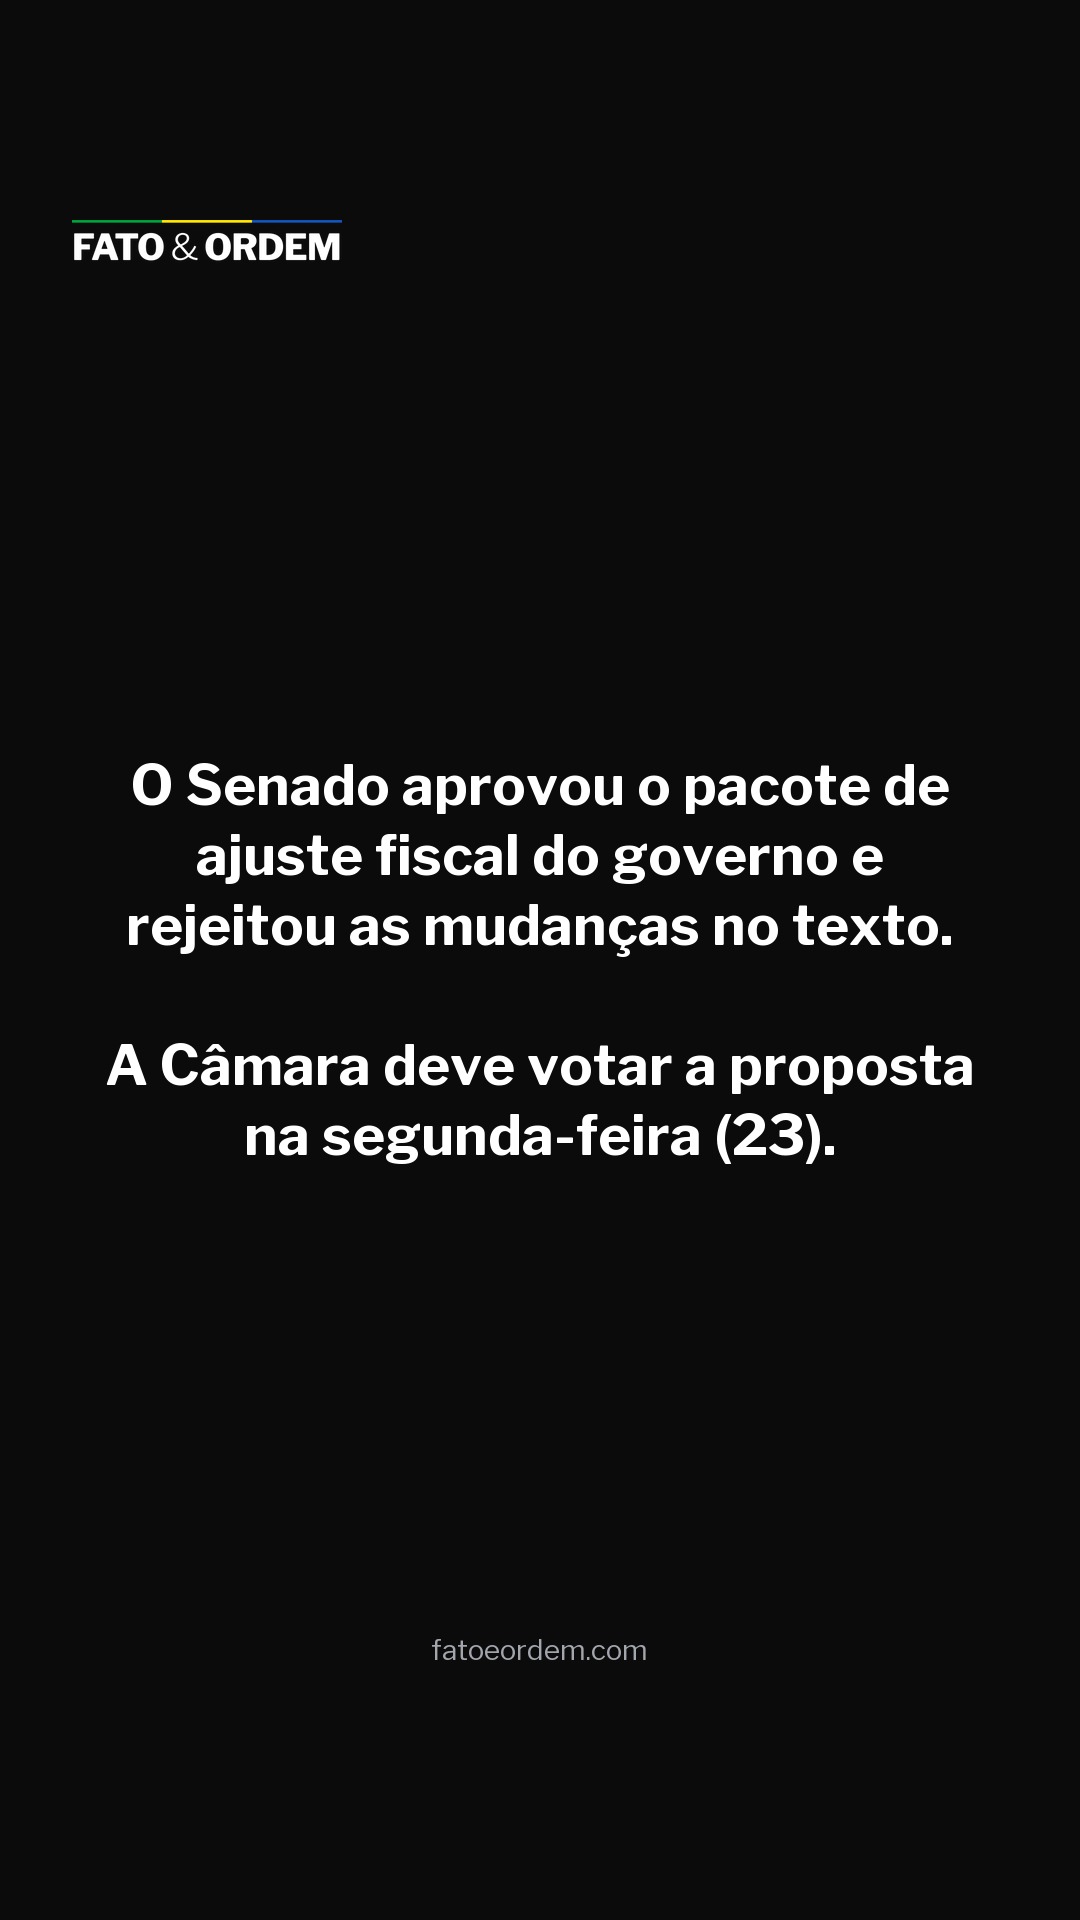 FATO & ORDEM
O Senado aprovou o pacote de
ajuste fiscal do governo e
rejeitou as mudanças no texto.
A Câmara deve votar a proposta
na segunda-feira (23).
fatoeordem.com